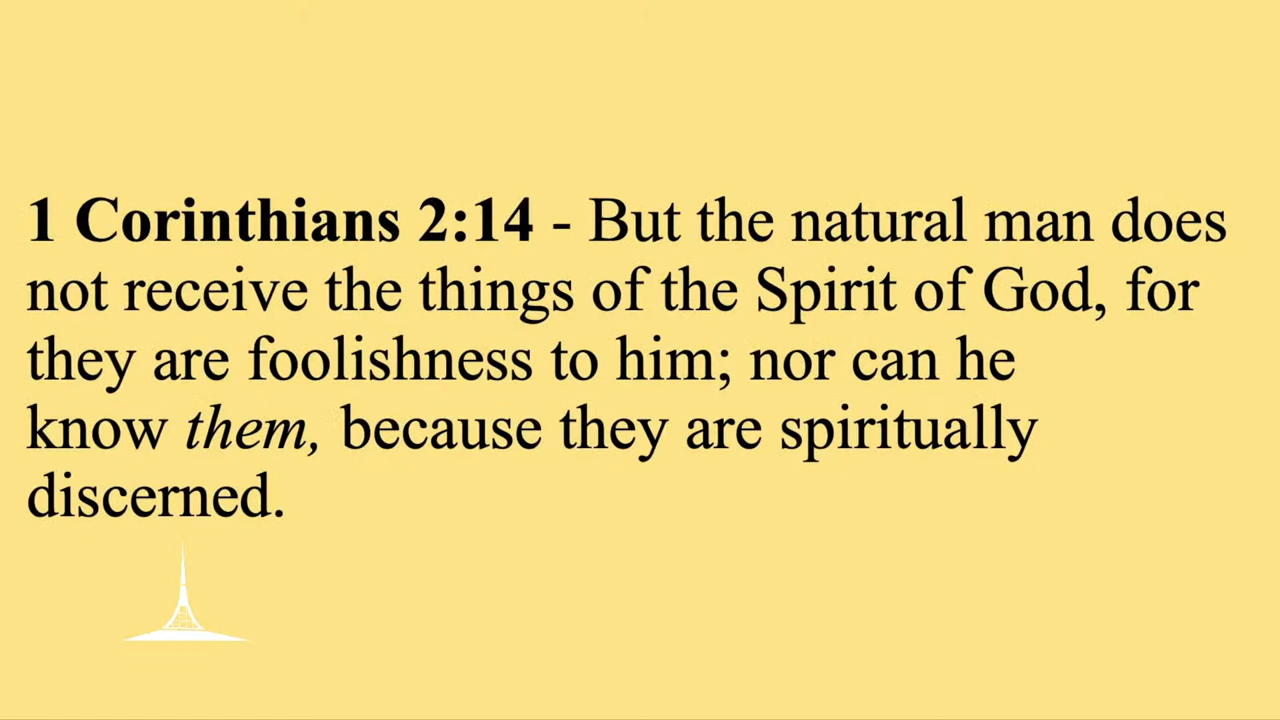 1 Corinthians 2:14 - But the natural man does
not receive the things of the Spirit of God, for
they are foolishness to him; nor can he
know them, because they are spiritually
discerned.